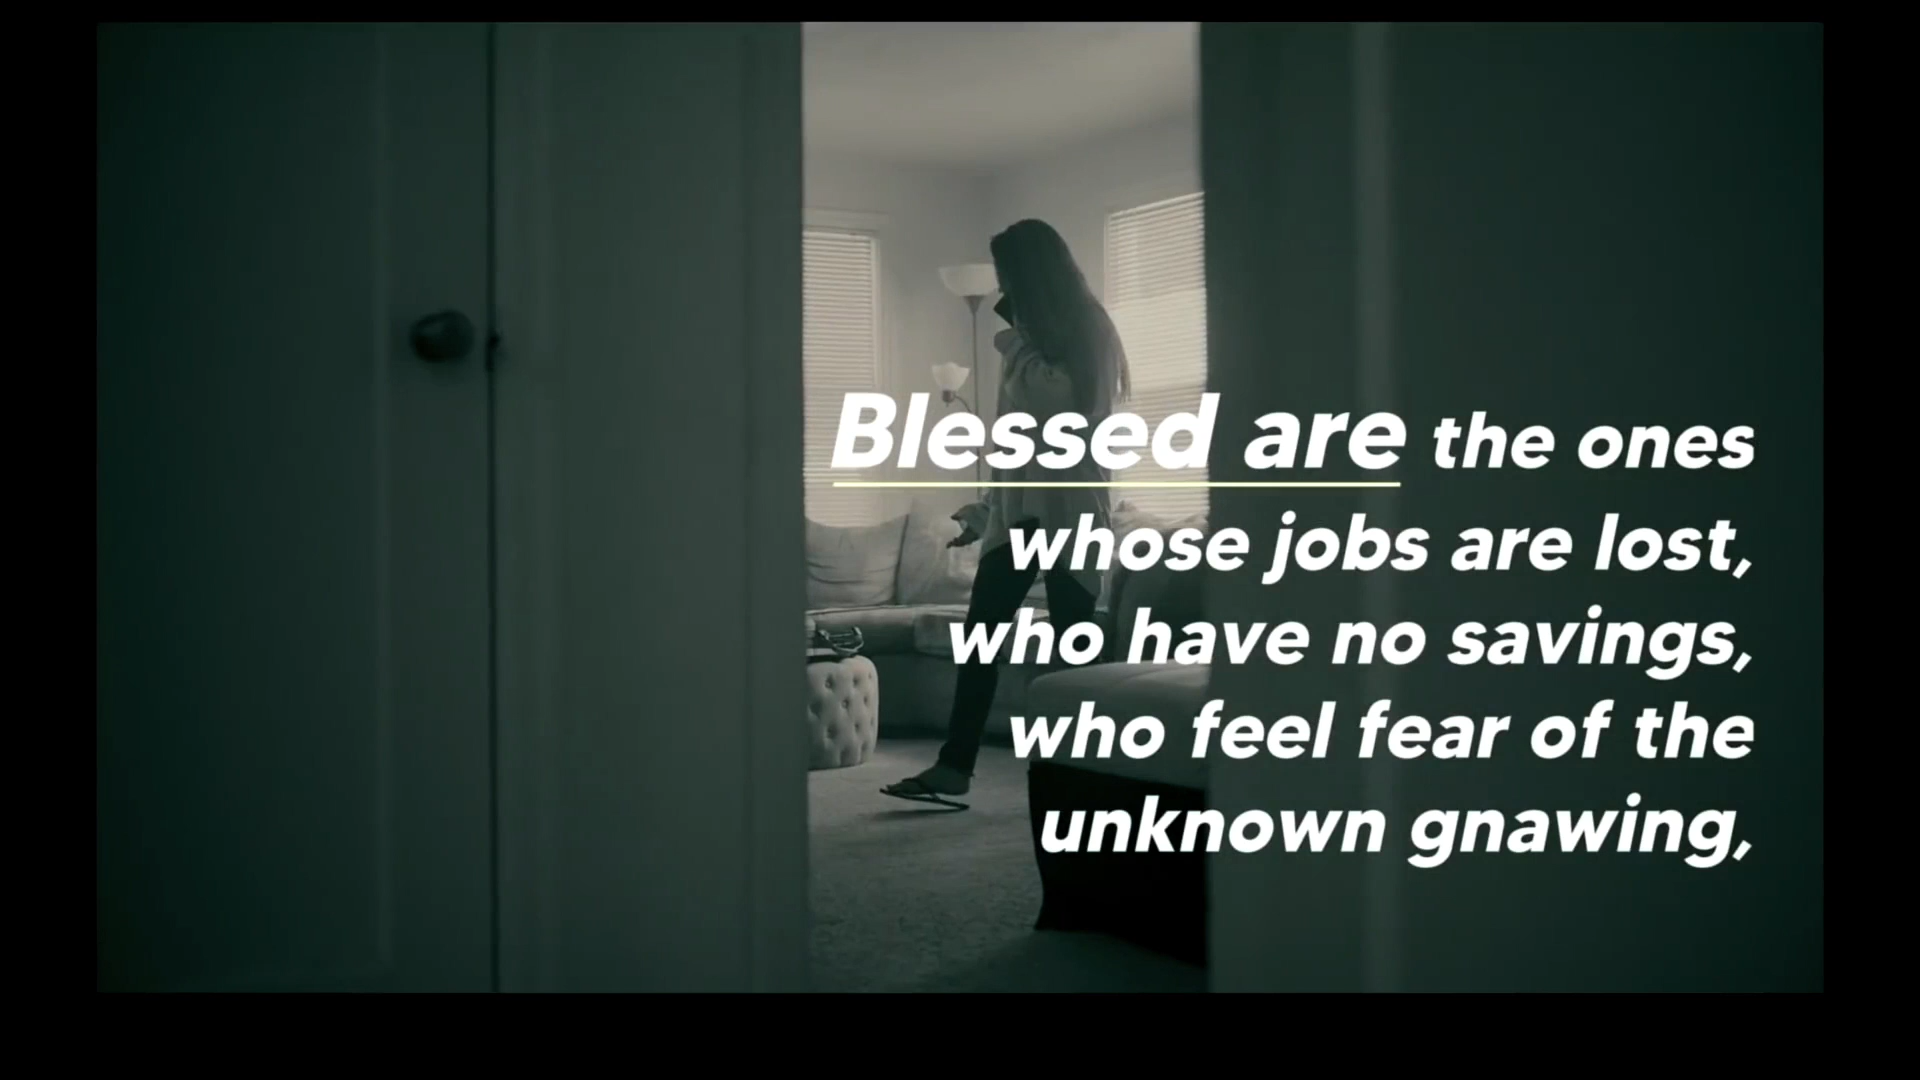 Blessed are the ones
whose jobs are lost,
who have no savings,
who feel fear of the
unknown gnawing,